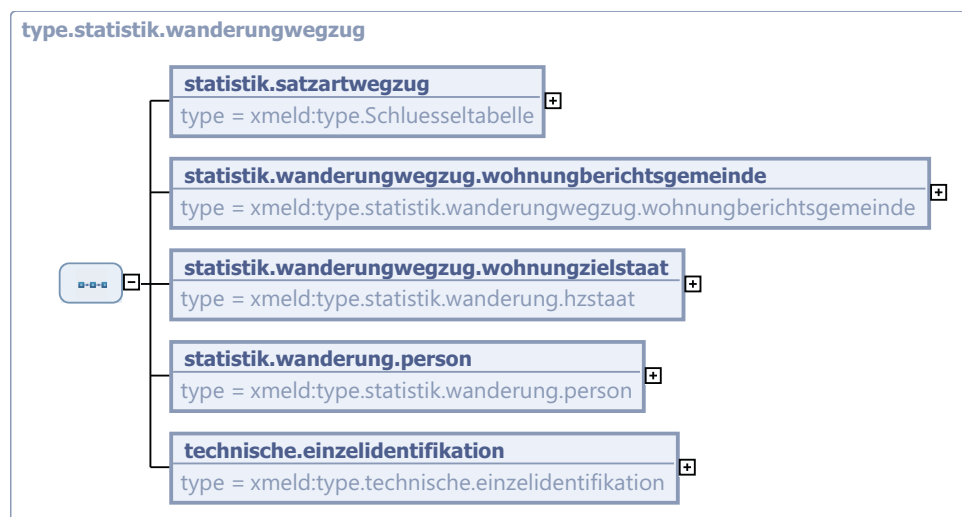 type.statistik.wanderungwegzug
statistik.satzartwegzug
type = xmeld:type.Schluesseltabelle
statistik.wanderungwegzug.wohnungberichtsgemeinde
type = xmeld:type.statistik.wanderungwegzug.wohnungberichtsgemeinde
statistik.wanderungwegzug.wohnungzielstaat
type = xmeld:type.statistik.wanderung.hzstaat
statistik.wanderung.person
type = xmeld:type.statistik.wanderung.person
technische.einzelidentifikation
type = xmeld:type.technische.einzelidentifikation